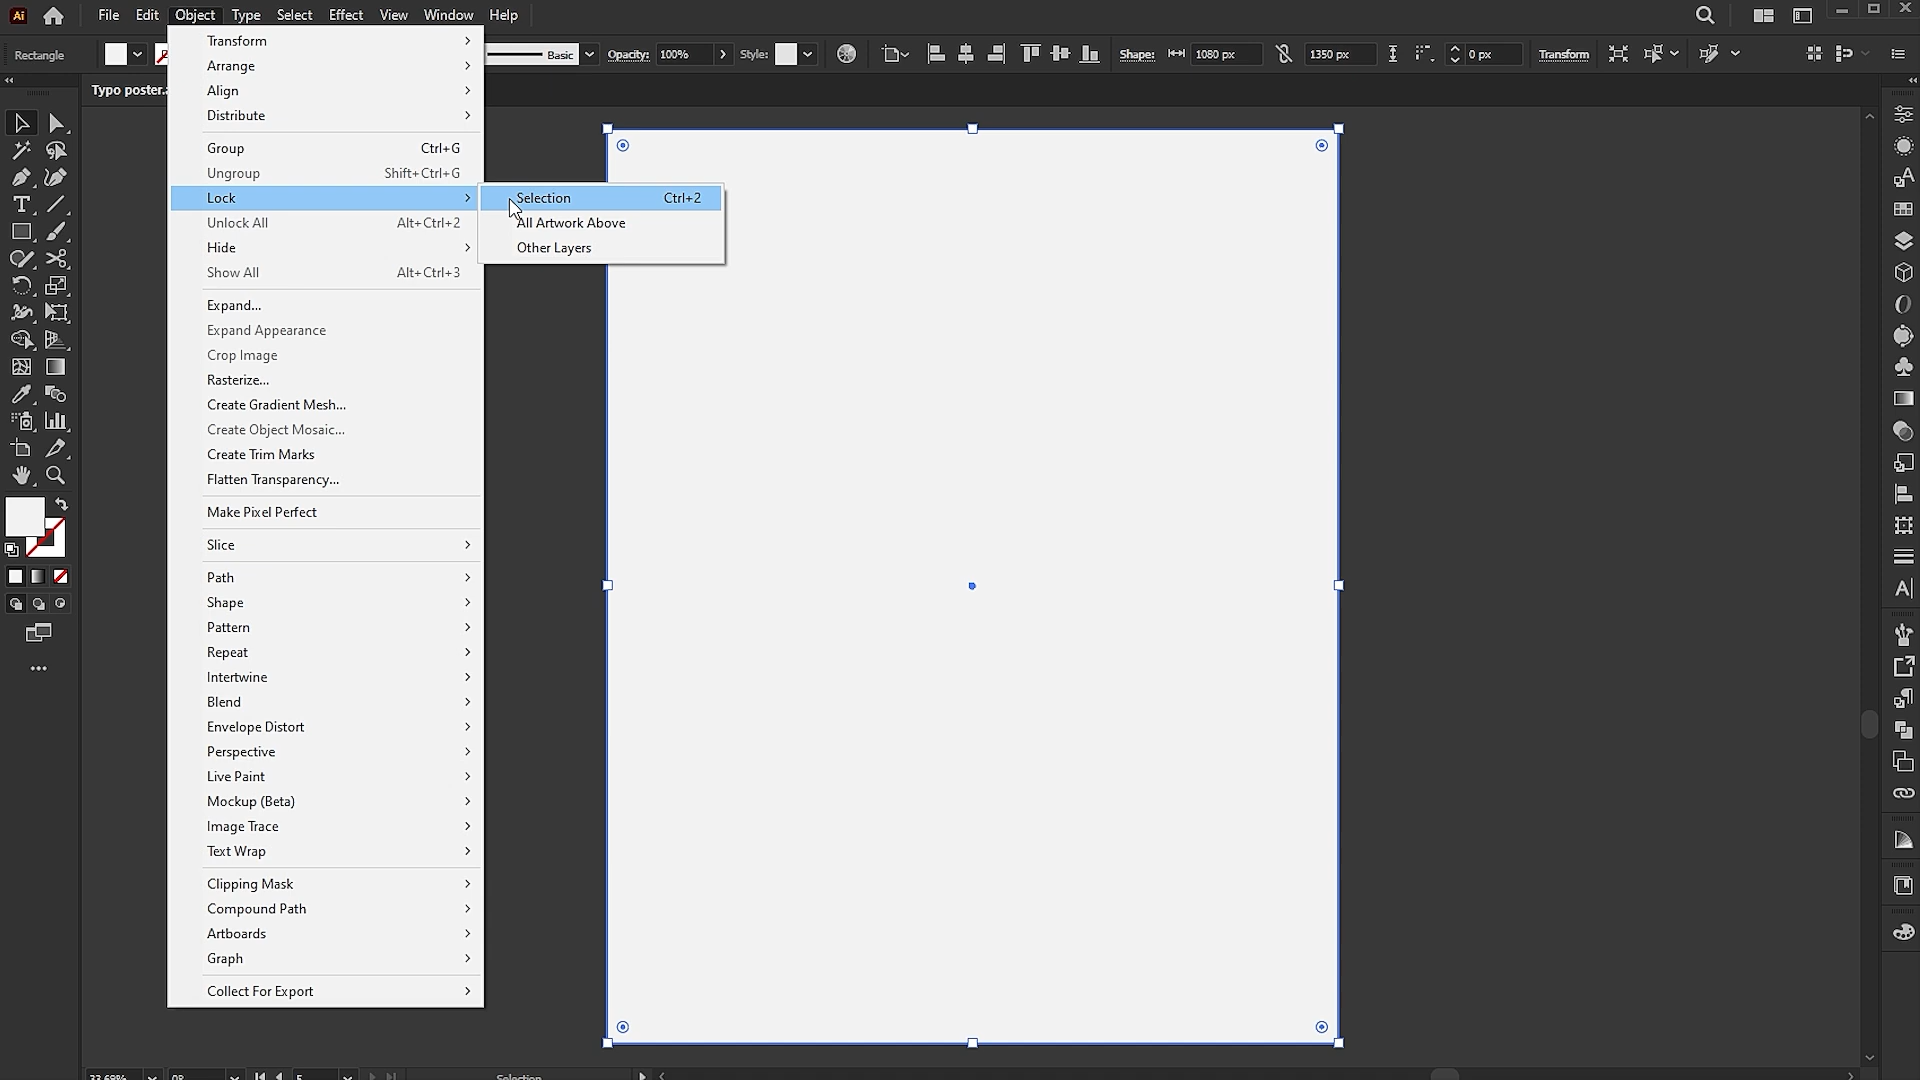 Ai File Edit Object Type Select Effect View Window Help
Rectangle Basic Opacity: 100% Style: Shape: 1080 px 1350 px 0 px Transform
Typo poster.
Transform
Arrange
Align
Distribute
Group Ctrl+G
Ungroup Shift+Ctrl+G
Lock
Selection Ctrl+2
Unlock All Alt+Ctrl+2
All Artwork Above
Hide
Other Layers
Show All Alt+Ctrl+3
Expand...
Expand Appearance
Crop Image
Rasterize...
Create Gradient Mesh...
Create Object Mosaic...
Create Trim Marks
Flatten Transparency...
Make Pixel Perfect
Slice
Path
Shape
Pattern
Repeat
Intertwine
Blend
Envelope Distort
Perspective
Live Paint
Mockup (Beta)
Image Trace
Text Wrap
Clipping Mask
Compound Path
Artboards
Graph
Collect For Export
33.69% Selection